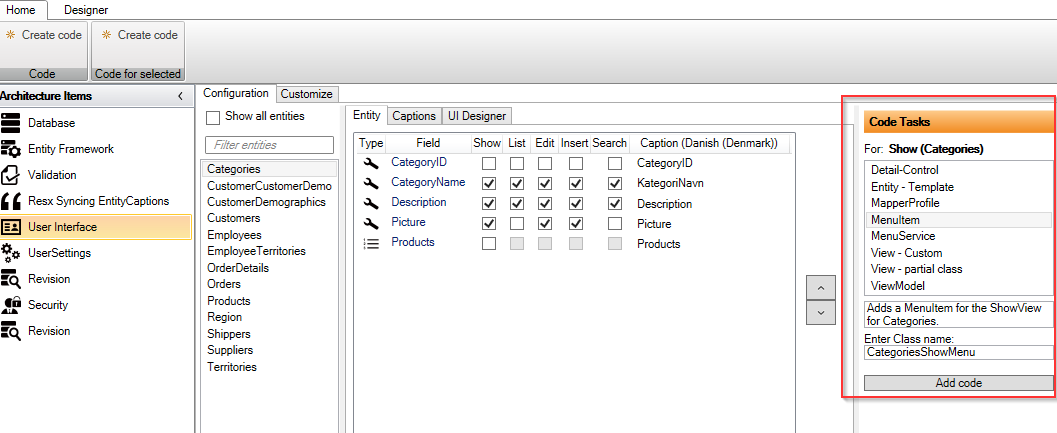 Home Designer
Create code Create code
Code Code for selected
Architecture Items
Database
Entity Framework
Validation
Resx Syncing EntityCaptions
User Interface
UserSettings
Revision
Security
Revision
Configuration Customize
Show all entities
Filter entities
Categories
CustomerCustomerDemo
CustomerDemographics
Customers
Employees
EmployeeTerritories
OrderDetails
Orders
Products
Region
Shippers
Suppliers
Territories
Entity Captions UI Designer
Type Field Show List Edit Insert Search Caption (Danish (Denmark))
CategoryID CategoryID
CategoryName KategoriNavn
Description Description
Picture Picture
Products Products
Code Tasks
For: Show (Categories)
Detail-Control
Entity - Template
MapperProfile
MenuItem
MenuService
View - Custom
View - partial class
ViewModel
Adds a MenuItem for the ShowView
for Categories.
Enter Class name:
CategoriesShowMenu
Add code